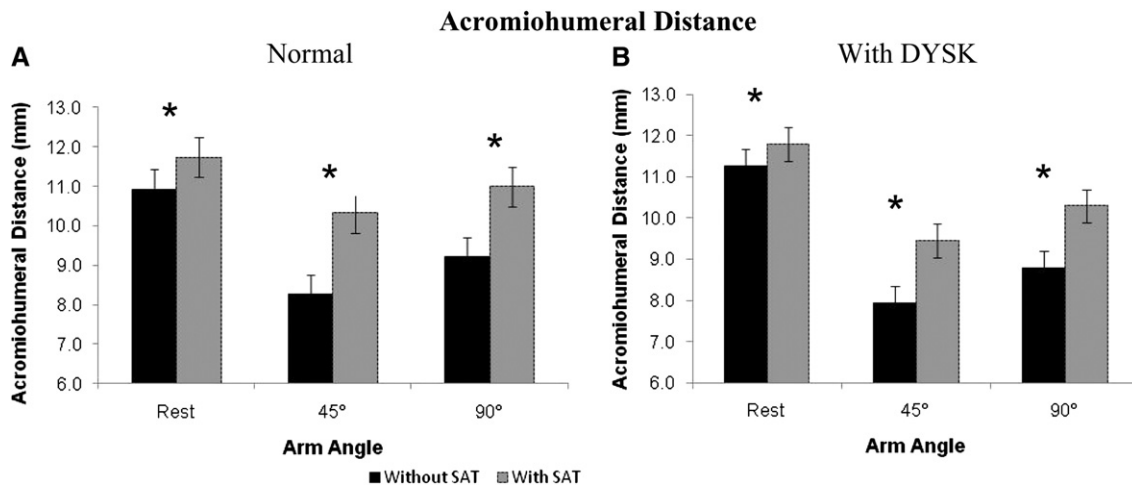 Acromiohumeral Distance
A
Normal
*
*
*
Acromiohumeral Distance (mm)
13.0
12.0
11.0
10.0
9.0
8.0
7.0
6.0
Rest
45°
90°
Arm Angle
B
With DYSK
*
*
*
Acromiohumeral Distance (mm)
13.0
12.0
11.0
10.0
9.0
8.0
7.0
6.0
Rest
45°
90°
Arm Angle
Without SAT With SAT